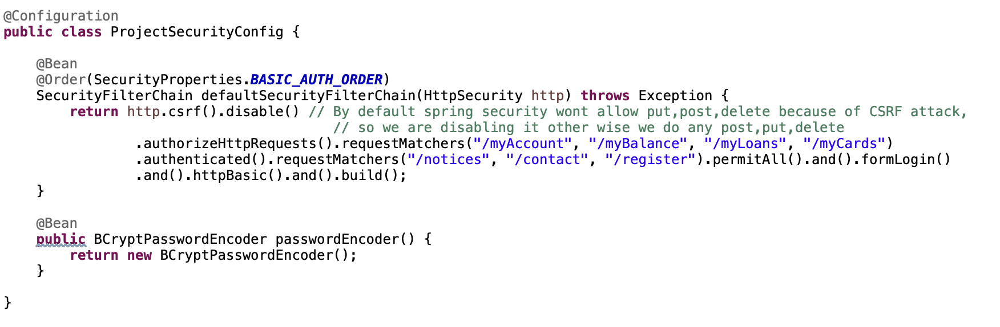 @Configuration
public class ProjectSecurityConfig {
@Bean
@Order(SecurityProperties.BASIC_AUTH_ORDER)
SecurityFilterChain defaultSecurityFilterChain(HttpSecurity http) throws Exception {
return http.csrf().disable() // By default spring security wont allow put,post,delete because of CSRF attack,
// so we are disabling it other wise we do any post,put,delete
.authorizeHttpRequests().requestMatchers("/myAccount", "/myBalance", "/myLoans", "/myCards")
.authenticated().requestMatchers("/notices", "/contact", "/register").permitAll().and().formLogin()
.and().httpBasic().and().build();
}
@Bean
public BCryptPasswordEncoder passwordEncoder() {
return new BCryptPasswordEncoder();
}
}